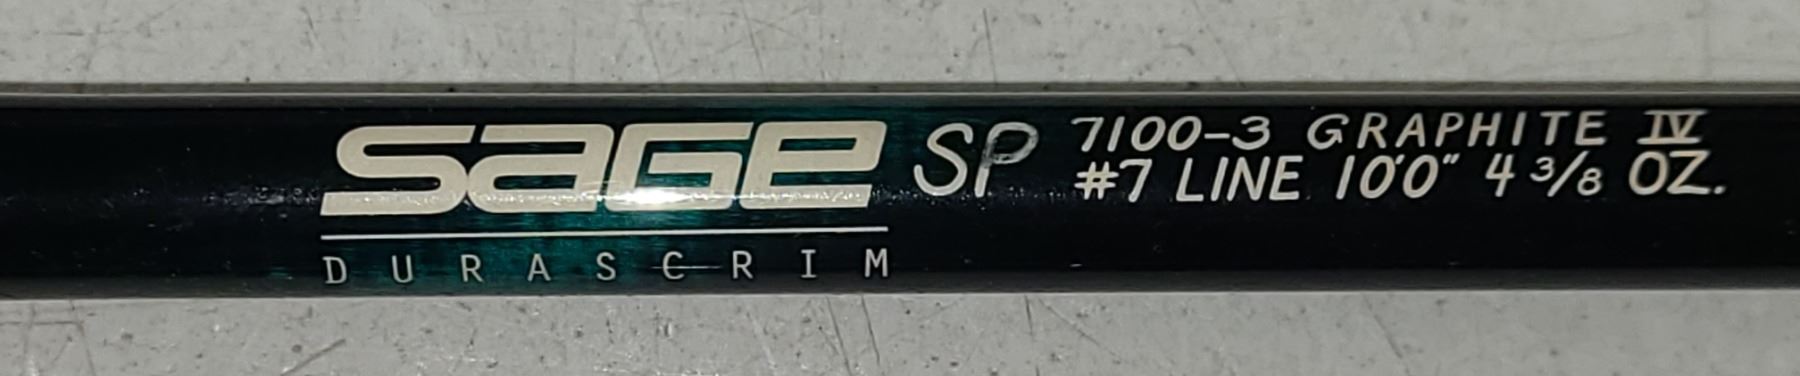 SAGE SP 7100-3 GRAPHITE IV
#7 LINE 10'0" 4 3/8 OZ.
DURASCRIM